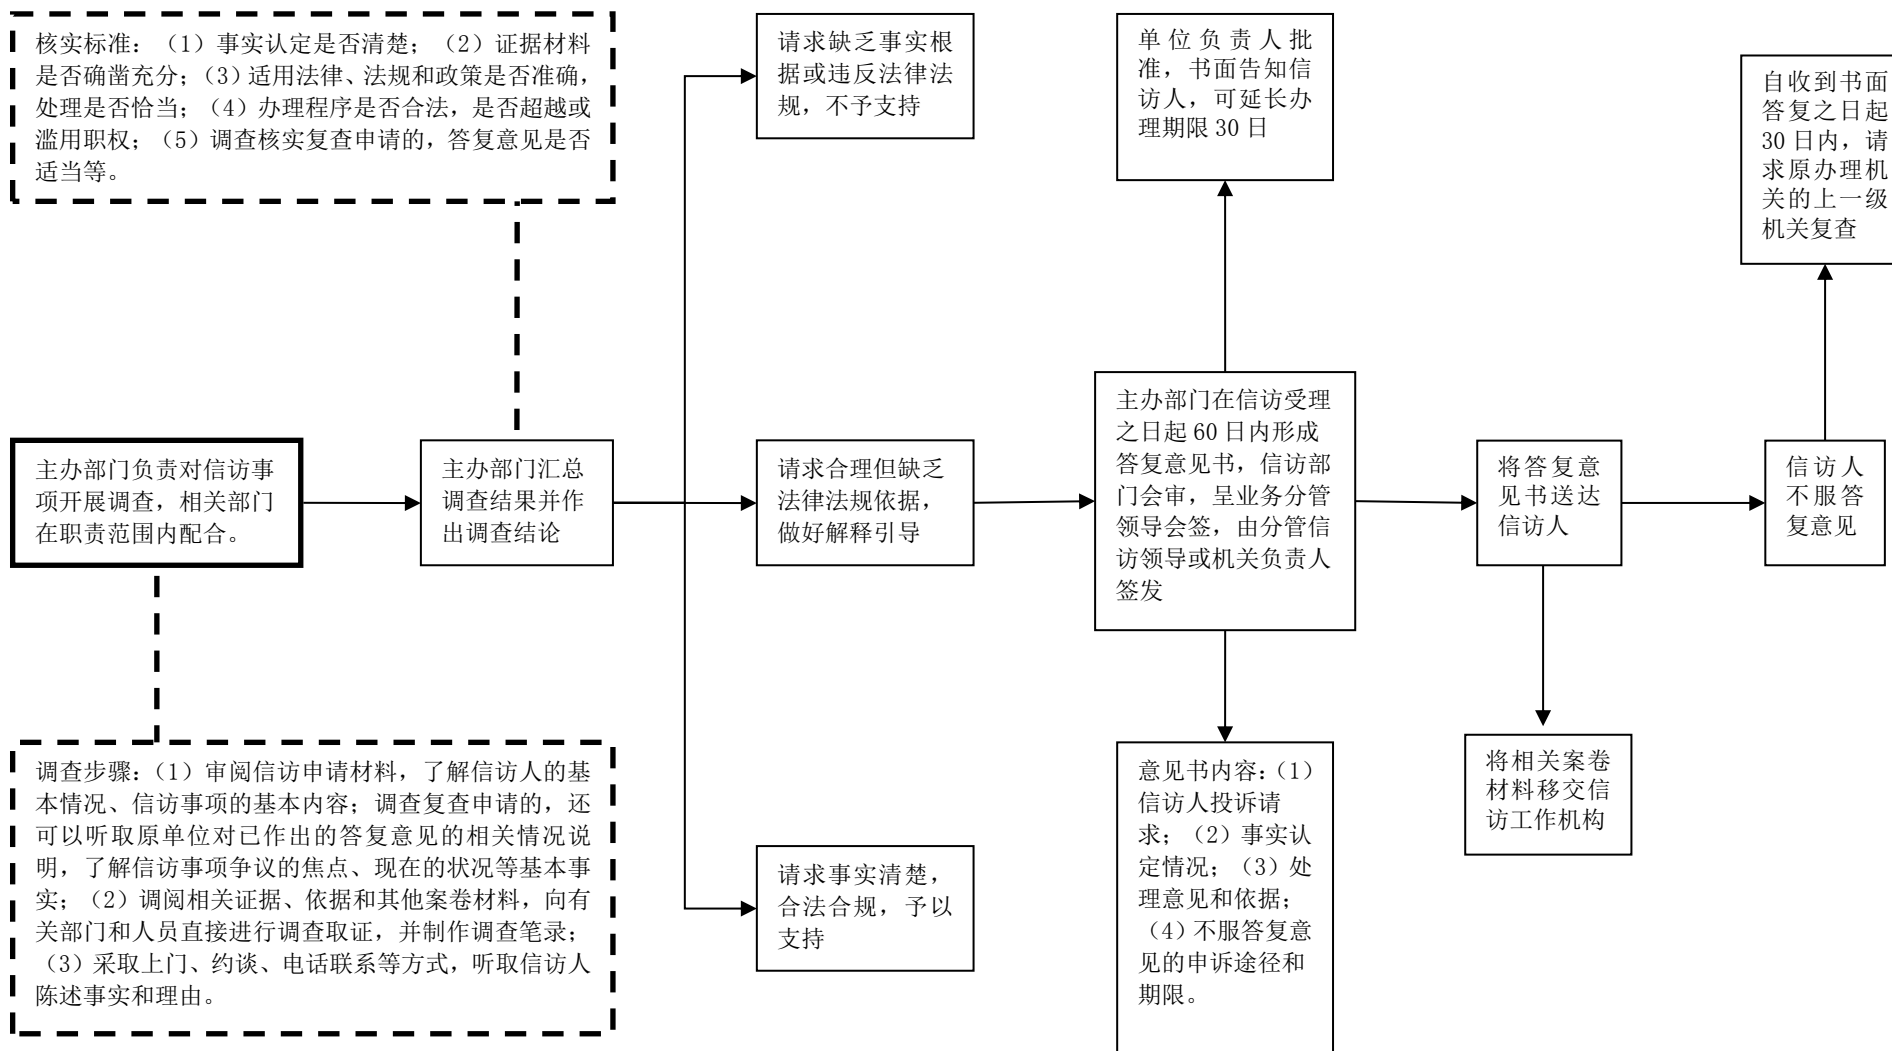 核实标准：（1）事实认定是否清楚；（2）证据材料
是否确凿充分；（3）适用法律、法规和政策是否准确，
处理是否恰当；（4）办理程序是否合法，是否超越或
滥用职权；（5）调查核实复查申请的，答复意见是否
适当等。
请求缺乏事实根
据或违反法律法
规，不予支持
单位负责人批
准，书面告知信
访人，可延长办
理期限 30 日
自收到书面
答复之日起
30 日内，请
求原办理机
关的上一级
机关复查
主办部门负责对信访事
项开展调查，相关部门
在职责范围内配合。
主办部门汇总
调查结果并作
出调查结论
请求合理但缺乏
法律法规依据，
做好解释引导
主办部门在信访受理
之日起 60 日内形成
答复意见书，信访部
门会审，呈业务分管
领导会签，由分管信
访领导或机关负责人
签发
将答复意
见书送达
信访人
信访人
不服答
复意见
调查步骤：（1）审阅信访申请材料，了解信访人的基
本情况、信访事项的基本内容；调查复查申请的，还
可以听取原单位对已作出的答复意见的相关情况说
明，了解信访事项争议的焦点、现在的状况等基本事
实；（2）调阅相关证据、依据和其他案卷材料，向有
关部门和人员直接进行调查取证，并制作调查笔录；
（3）采取上门、约谈、电话联系等方式，听取信访人
陈述事实和理由。
请求事实清楚，
合法合规，予以
支持
意见书内容：（1）
信访人投诉请
求；（2）事实认
定情况；（3）处
理意见和依据；
（4）不服答复意
见的申诉途径和
期限。
将相关案卷
材料移交信
访工作机构